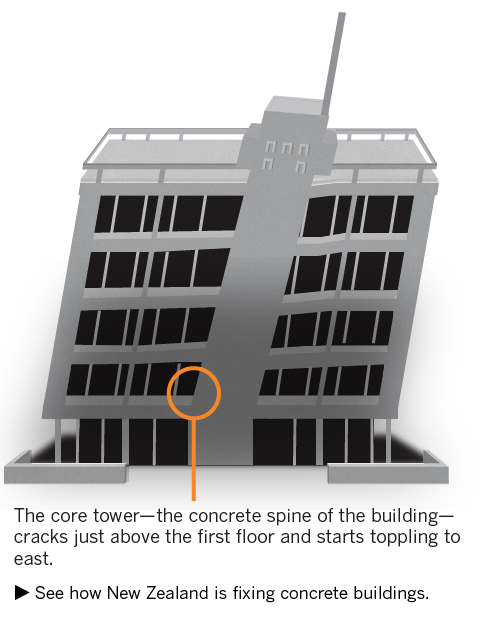 The core tower—the concrete spine of the building—
cracks just above the first floor and starts toppling to
east.
▶ See how New Zealand is fixing concrete buildings.